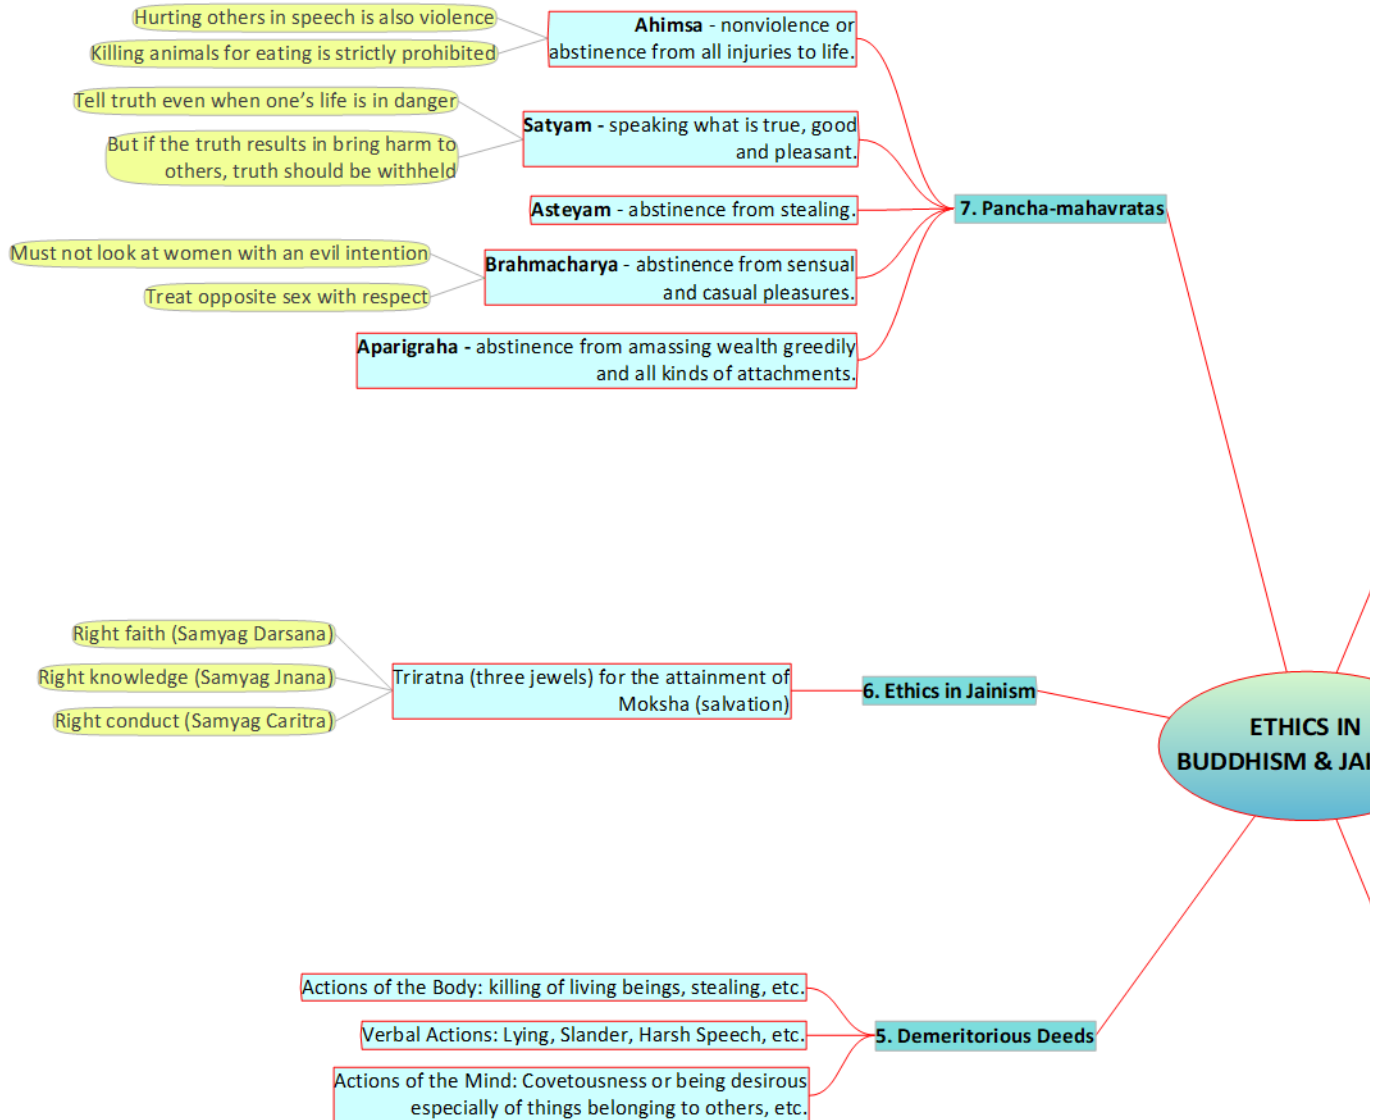 Hurting others in speech is also violence
Killing animals for eating is strictly prohibited
Ahimsa - nonviolence or
abstinence from all injuries to life.
Tell truth even when one’s life is in danger
But if the truth results in bring harm to
others, truth should be withheld
Satyam - speaking what is true, good
and pleasant.
Asteyam - abstinence from stealing.
7. Pancha-mahavratas
Must not look at women with an evil intention
Treat opposite sex with respect
Brahmacharya - abstinence from sensual
and casual pleasures.
Aparigraha - abstinence from amassing wealth greedily
and all kinds of attachments.
Right faith (Samyag Darsana)
Right knowledge (Samyag Jnana)
Right conduct (Samyag Caritra)
Triratna (three jewels) for the attainment of
Moksha (salvation)
6. Ethics in Jainism
ETHICS IN
BUDDHISM & JAI
Actions of the Body: killing of living beings, stealing, etc.
Verbal Actions: Lying, Slander, Harsh Speech, etc.
5. Demeritorious Deeds
Actions of the Mind: Covetousness or being desirous
especially of things belonging to others, etc.